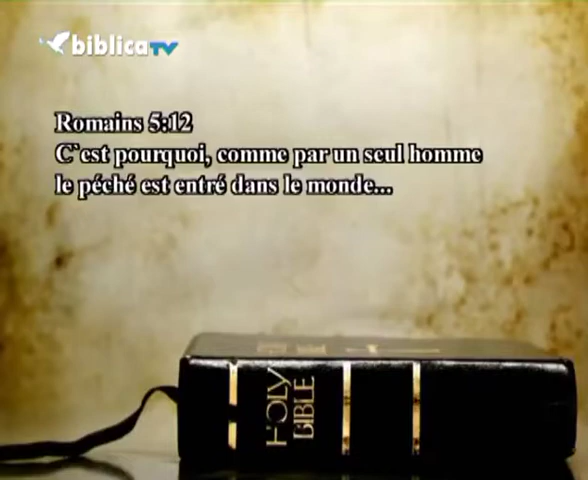 biblicaTV
Romains 5:12
C`est pourquoi, comme par un seul homme
le péché est entré dans le monde...
HOLY
BIBLE